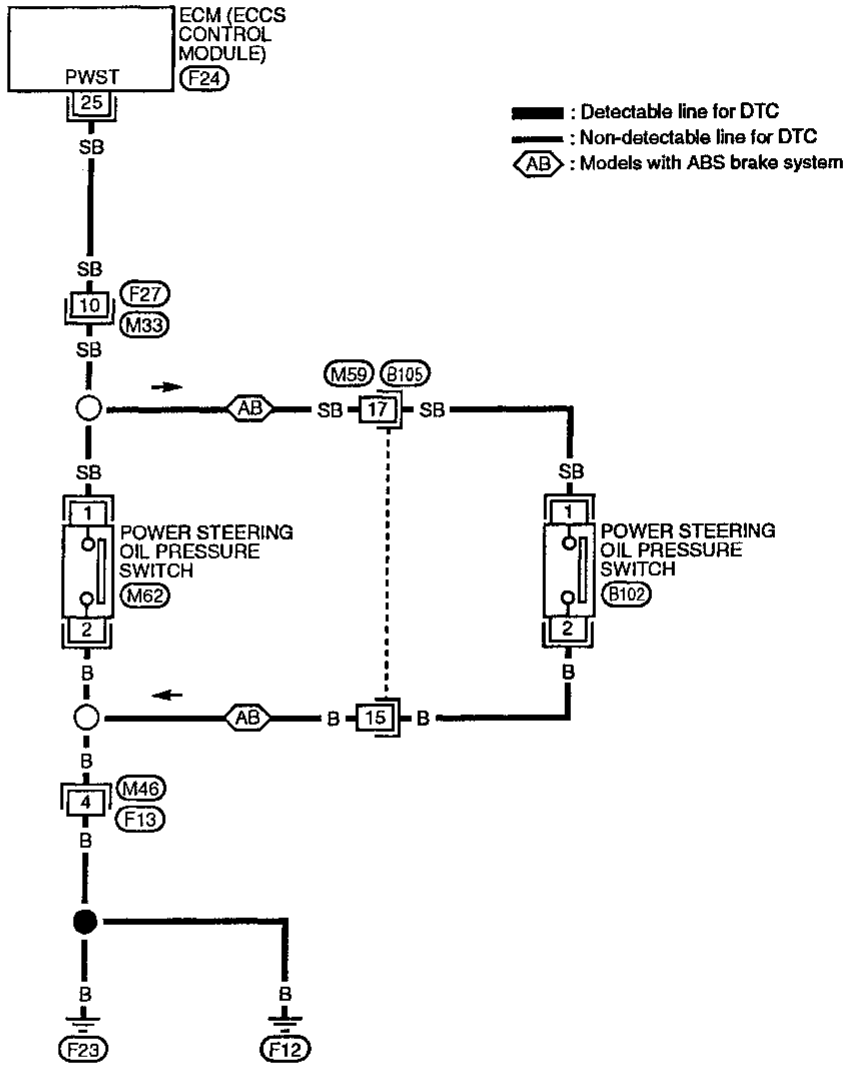 ECM (ECCS
CONTROL
MODULE)
F24
PWST
25
SB
: Detectable line for DTC
: Non-detectable line for DTC
AB : Models with ABS brake system
SB
10
F27
M33
SB
M59 B105
AB SB 17 SB
SB
SB
1
1
POWER STEERING
OIL PRESSURE
SWITCH
M62
POWER STEERING
OIL PRESSURE
SWITCH
B102
2
2
B
B
AB B 15 B
B
4
M46
F13
B
B
B
F23
F12